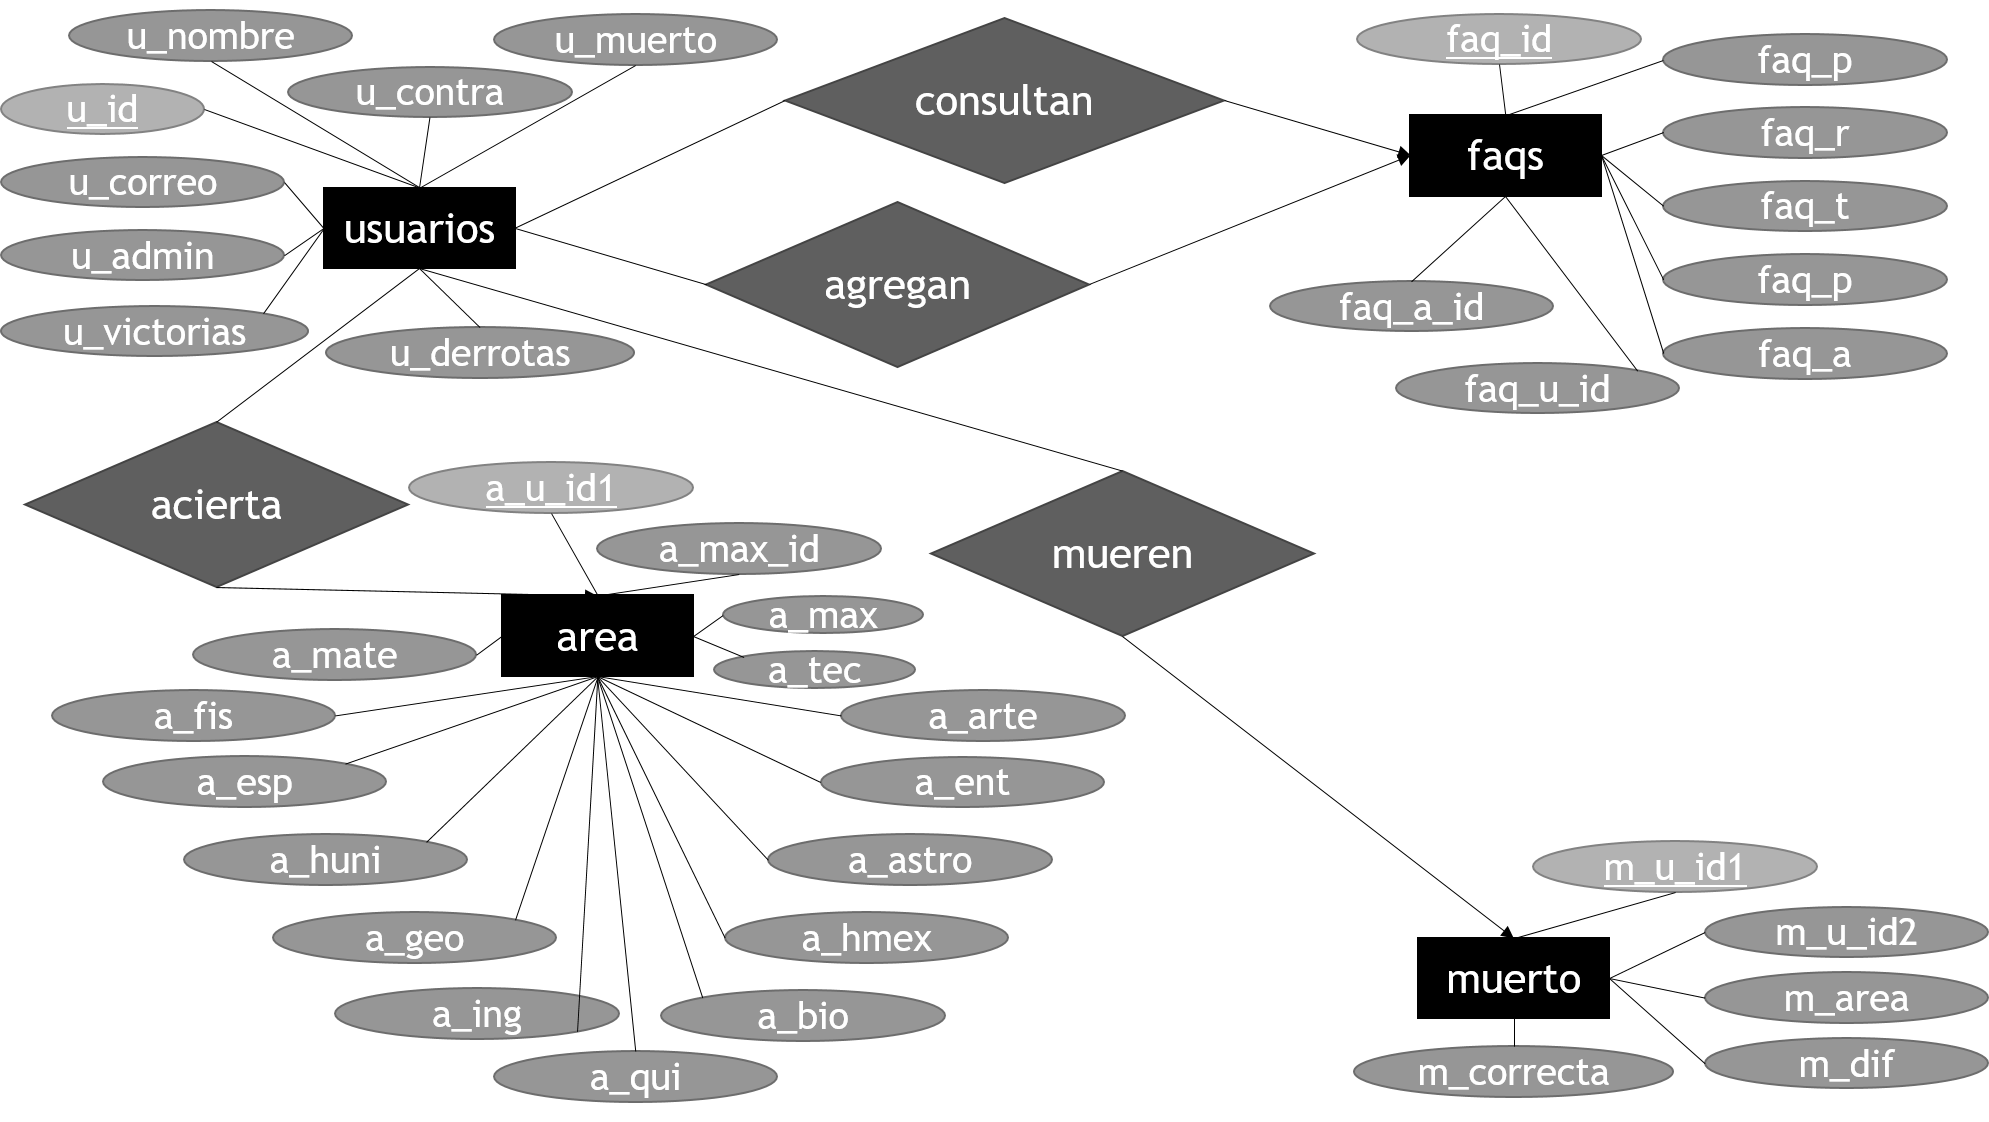 u_nombre
u_muerto
faq_id
faq_p
u_contra
consultan
u_id
faq_r
faqs
u_correo
faq_t
usuarios
u_admin
agregan
faq_p
faq_a_id
u_victorias
u_derrotas
faq_a
faq_u_id
acierta
a_u_id1
a_max_id
mueren
a_max
area
a_mate
a_tec
a_fis
a_arte
a_esp
a_ent
a_huni
a_astro
m_u_id1
a_geo
a_hmex
m_u_id2
muerto
m_area
a_ing
a_bio
m_dif
m_correcta
a_qui